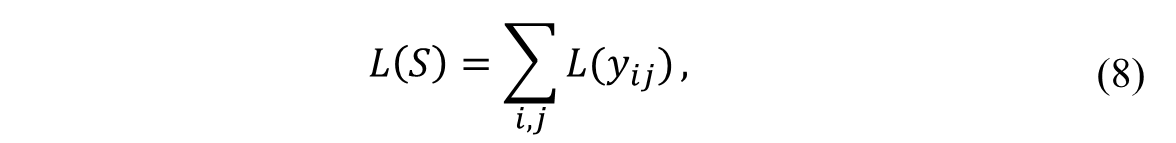 L(S) = ∑_{i,j} L(y_{ij}) , (8)